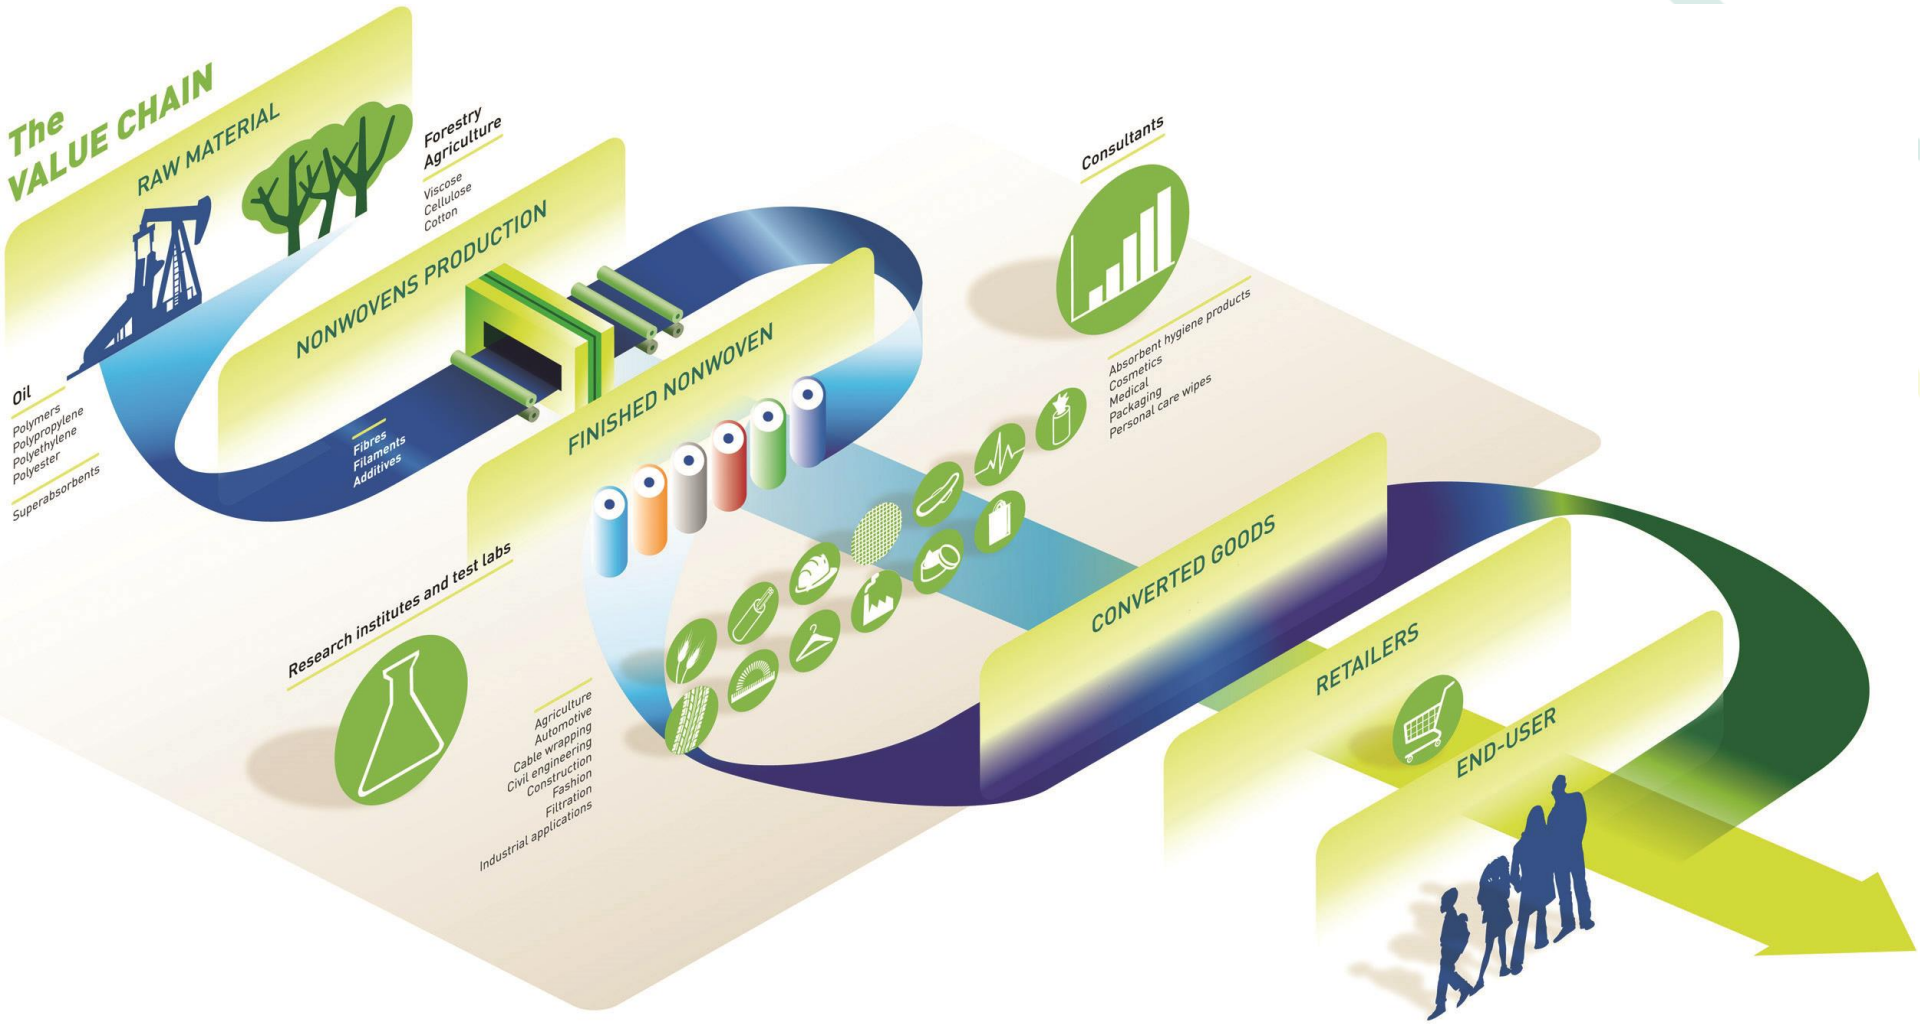 The
VALUE CHAIN
RAW MATERIAL
Forestry
Agriculture
Viscose
Cellulose
Cotton
Oil
Polymers
Polypropylene
Polyethylene
Polyester
Superabsorbents
NONWOVENS PRODUCTION
Fibres
Filaments
Additives
FINISHED NONWOVEN
Consultants
Absorbent hygiene products
Cosmetics
Medical
Packaging
Personal care wipes
Research institutes and test labs
Agriculture
Automotive
Cable wrapping
Civil engineering
Construction
Fashion
Filtration
Industrial applications
CONVERTED GOODS
RETAILERS
END-USER